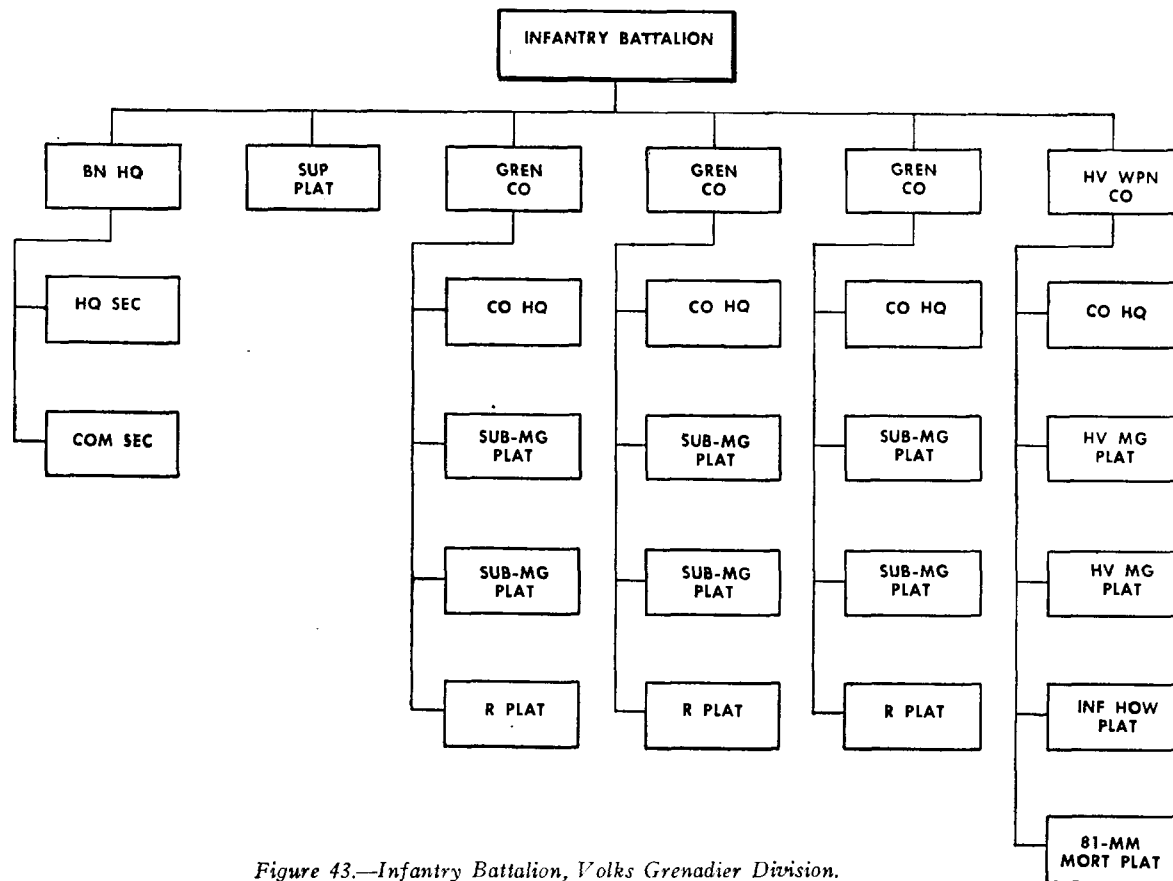 INFANTRY BATTALION
BN HQ
SUP
PLAT
GREN
CO
GREN
CO
GREN
CO
HV WPN
CO
HQ SEC
CO HQ
CO HQ
CO HQ
CO HQ
COM SEC
SUB-MG
PLAT
SUB-MG
PLAT
SUB-MG
PLAT
HV MG
PLAT
SUB-MG
PLAT
SUB-MG
PLAT
SUB-MG
PLAT
HV MG
PLAT
R PLAT
R PLAT
R PLAT
INF HOW
PLAT
81-MM
MORT PLAT
Figure 43.—Infantry Battalion, Volks Grenadier Division.